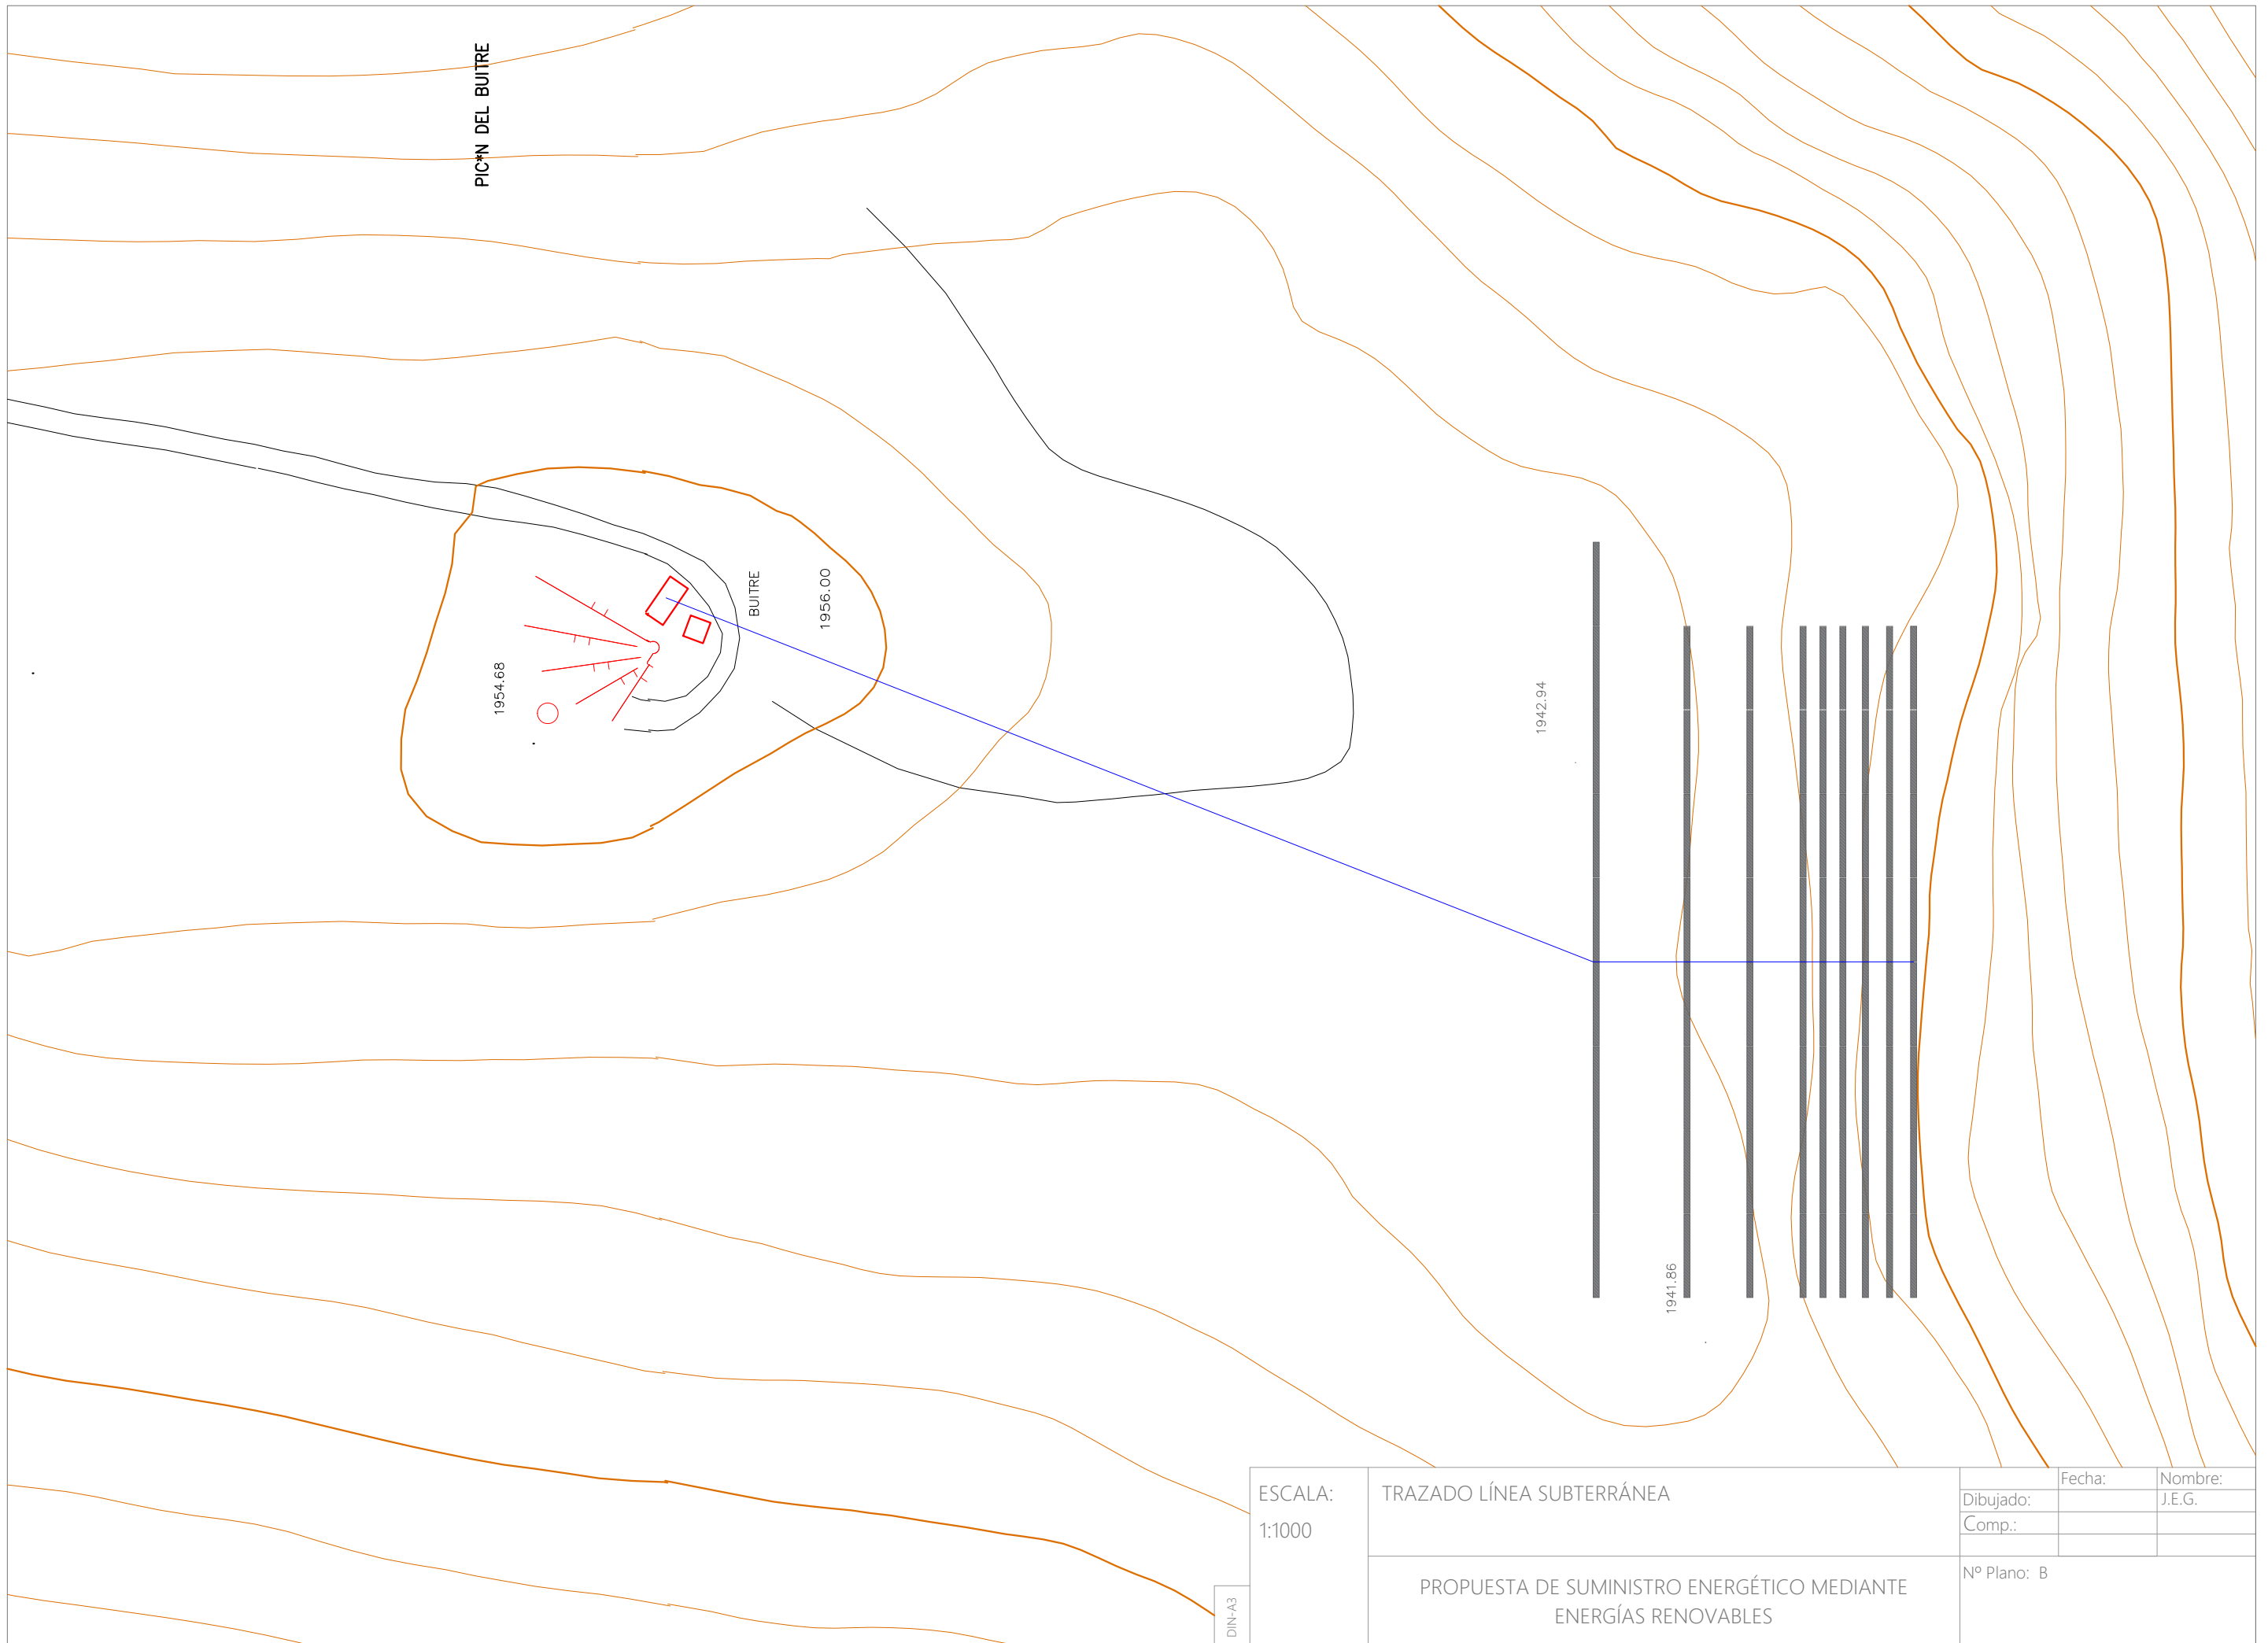 PIC*N DEL BUITRE
BUITRE
1956.00
1954.68
1942.94
1941.86
ESCALA:
1:1000
TRAZADO LÍNEA SUBTERRÁNEA
PROPUESTA DE SUMINISTRO ENERGÉTICO MEDIANTE
ENERGÍAS RENOVABLES
Fecha: Nombre:
Dibujado: J.E.G.
Comp.:
Nº Plano: B
DIN-A3